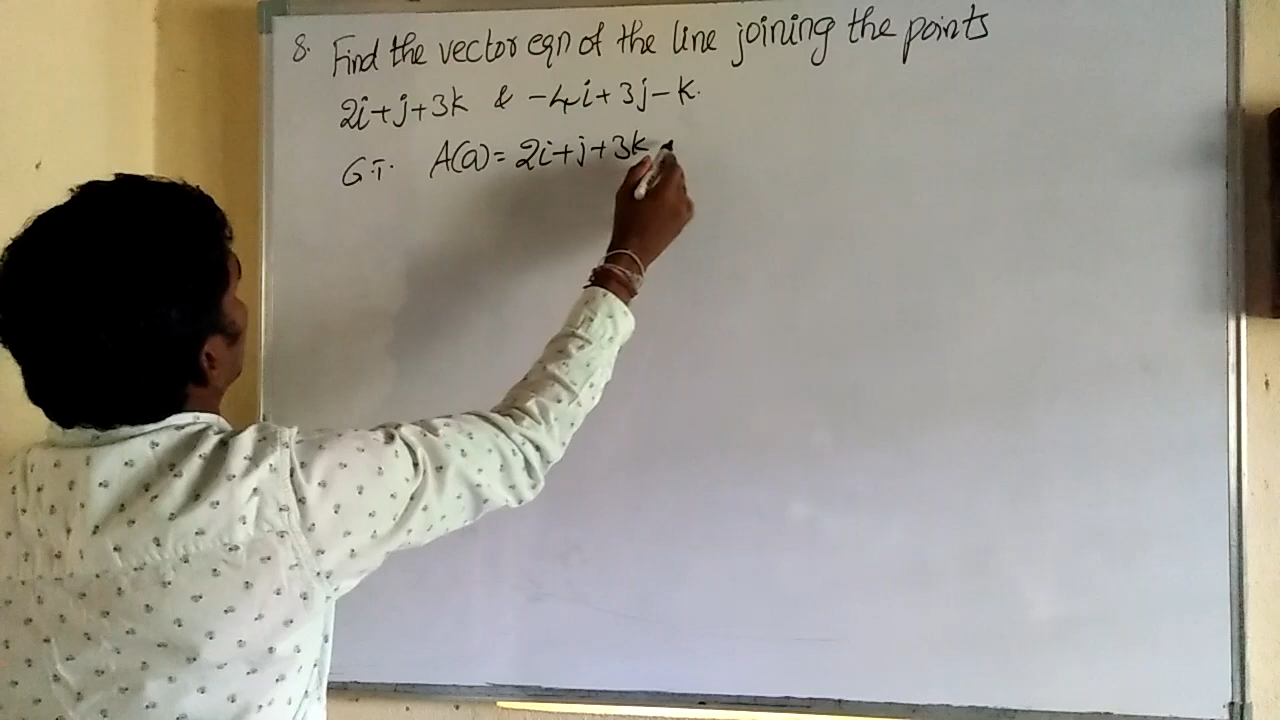 8. Find the vector eqn of the line joining the points
2i+j+3k & -4i+3j-k.
G.T. A(a)= 2i+j+3k